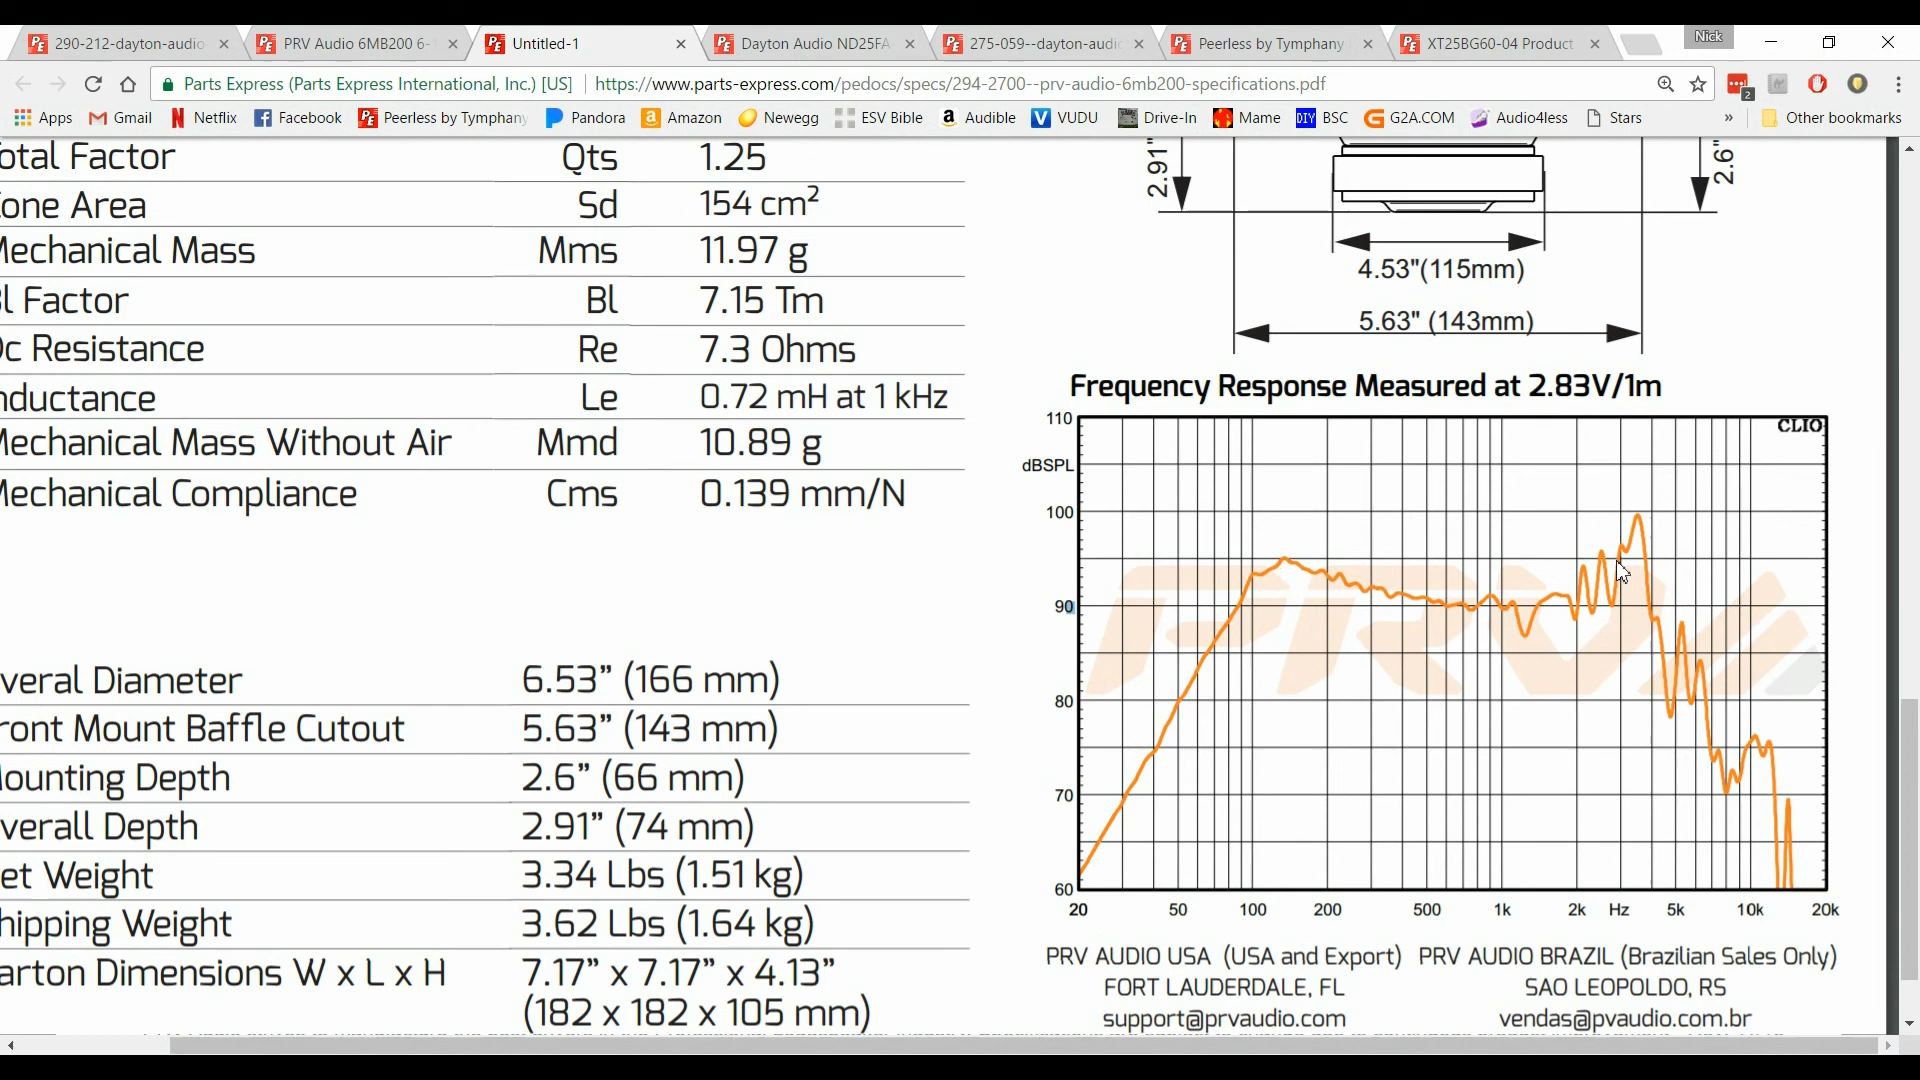 290-212-dayton-audio
PRV Audio 6MB200 6-
Untitled-1
Dayton Audio ND25FA
275-059--dayton-audio
Peerless by Tymphany
XT25BG60-04 Product
Nick
Parts Express (Parts Express International, Inc.) [US]
https://www.parts-express.com/pedocs/specs/294-2700--prv-audio-6mb200-specifications.pdf
2
Apps
Gmail
Netflix
Facebook
Peerless by Tymphany
Pandora
Amazon
Newegg
ESV Bible
Audible
VUDU
Drive-In
Mame
DIY BSC
G2A.COM
Audio4less
Stars
»
Other bookmarks
otal Factor Qts 1.25
one Area Sd 154 cm²
Mechanical Mass Mms 11.97 g
l Factor Bl 7.15 Tm
c Resistance Re 7.3 Ohms
nductance Le 0.72 mH at 1 kHz
Mechanical Mass Without Air Mmd 10.89 g
Mechanical Compliance Cms 0.139 mm/N
veral Diameter 6.53” (166 mm)
ront Mount Baffle Cutout 5.63” (143 mm)
ounting Depth 2.6” (66 mm)
verall Depth 2.91” (74 mm)
et Weight 3.34 Lbs (1.51 kg)
hipping Weight 3.62 Lbs (1.64 kg)
arton Dimensions W x L x H 7.17” x 7.17” x 4.13”
(182 x 182 x 105 mm)
2.91"
2.6"
4.53"(115mm)
5.63" (143mm)
Frequency Response Measured at 2.83V/1m
110
CLIO
dBSPL
100
90
80
70
60
PRV
20 50 100 200 500 1k 2k Hz 5k 10k 20k
PRV AUDIO USA (USA and Export)
FORT LAUDERDALE, FL
support@prvaudio.com
PRV AUDIO BRAZIL (Brazilian Sales Only)
SAO LEOPOLDO, RS
vendas@pvaudio.com.br